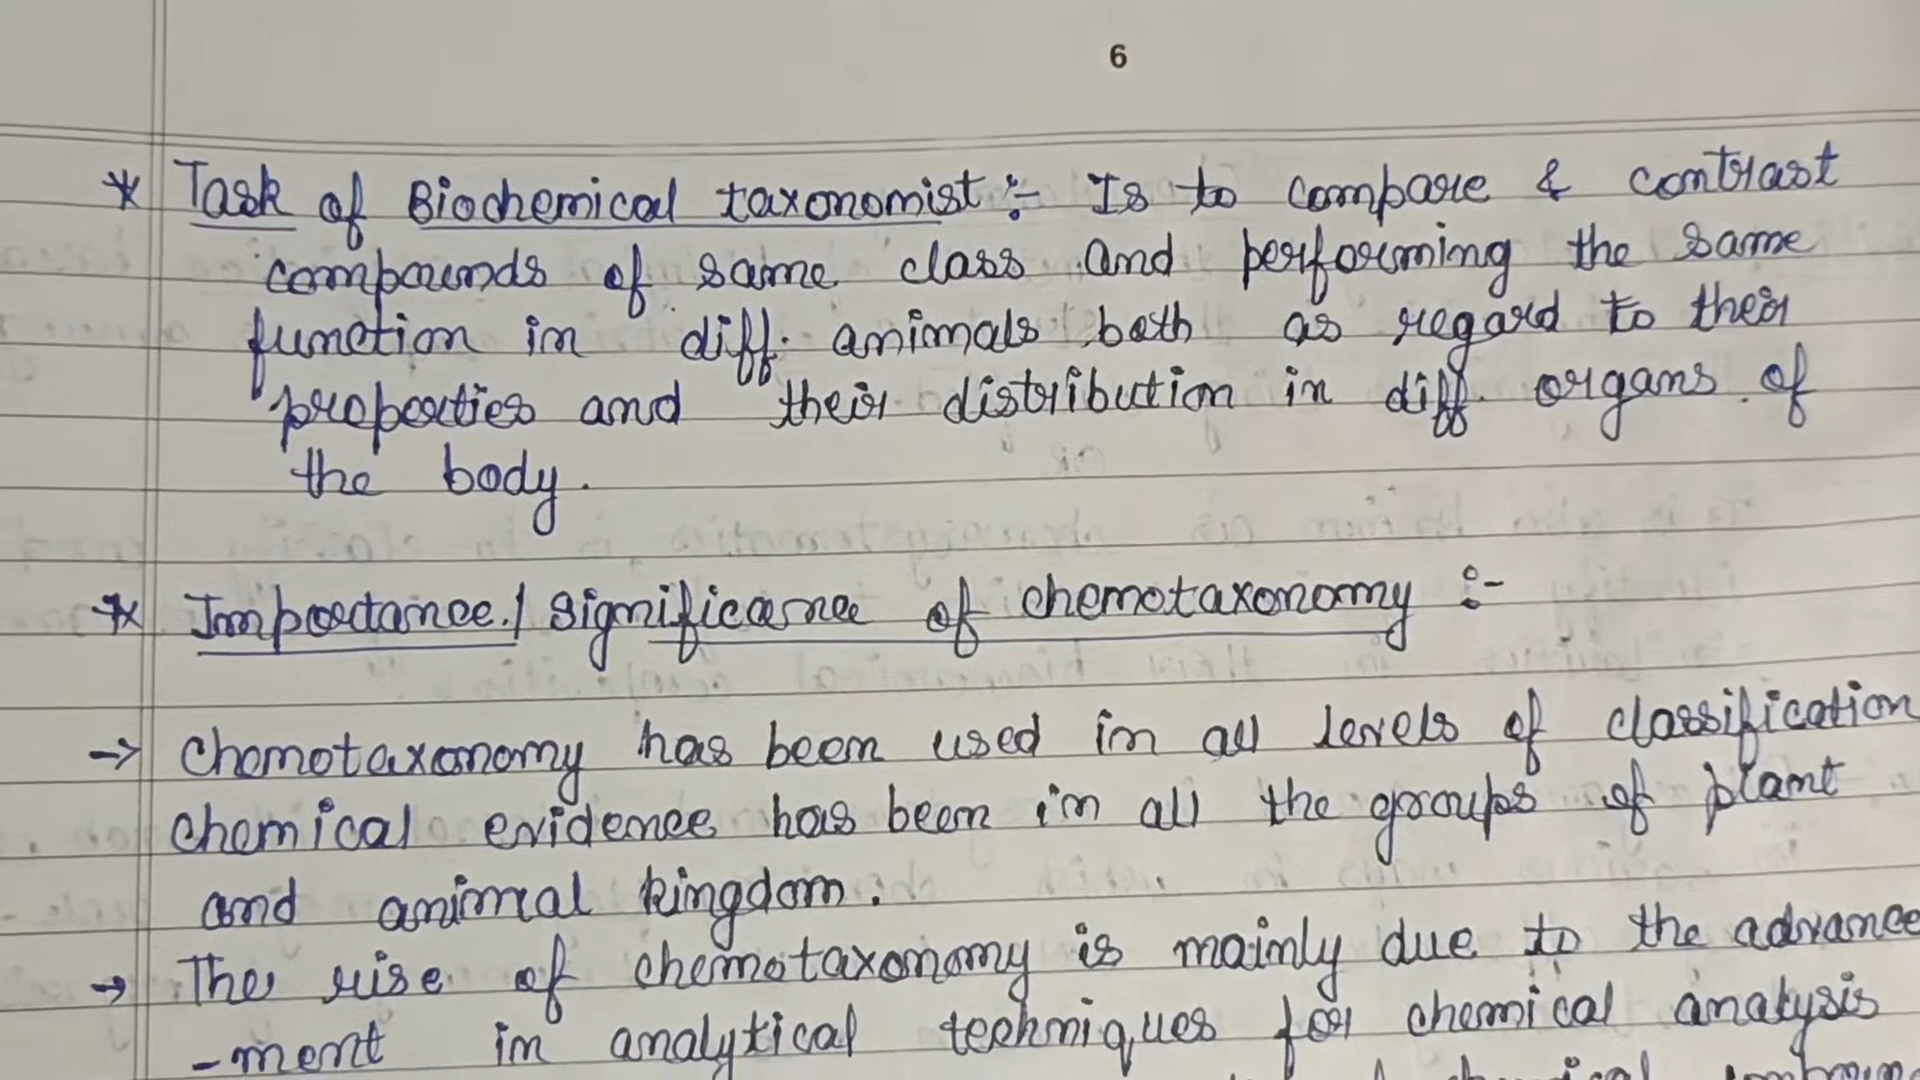 6
* Task of Biochemical taxonomist :- Is to compare & contrast
compounds of same class and performing the same
function in diff. animals both as regard to their
properties and their distribution in diff. organs of
the body.
* Importance / significance of chemotaxonomy :-
→ chemotaxonomy has been used in all levels of classification
chemical evidence has been in all the groups of plant
and animal kingdom.
→ The rise of chemotaxonomy is mainly due to the advance
-ment in analytical techniques for chemical analysis